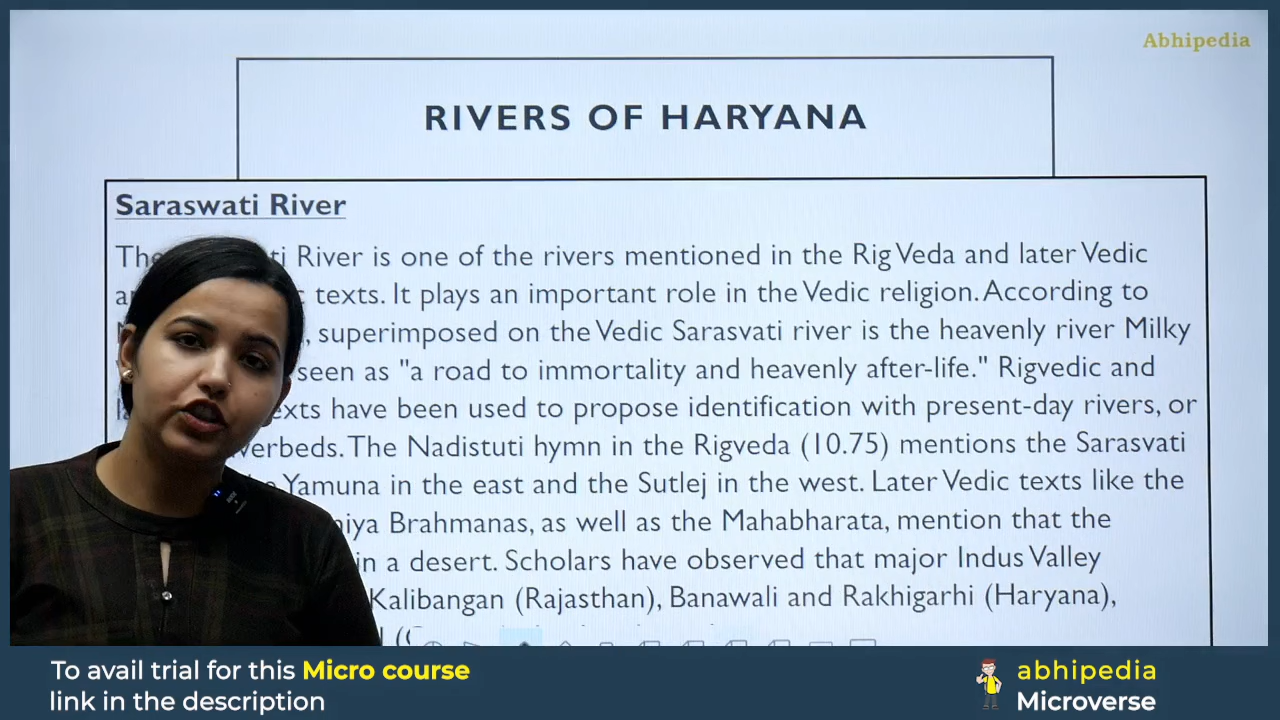 Abhipedia
RIVERS OF HARYANA
Saraswati River
The River is one of the rivers mentioned in the Rig Veda and later Vedic
texts. It plays an important role in the Vedic religion. According to
, superimposed on the Vedic Sarasvati river is the heavenly river Milky
seen as "a road to immortality and heavenly after-life." Rigvedic and
have been used to propose identification with present-day rivers, or
The Nadistuti hymn in the Rigveda (10.75) mentions the Sarasvati
Yamuna in the east and the Sutlej in the west. Later Vedic texts like the
Brahmanas, as well as the Mahabharata, mention that the
in a desert. Scholars have observed that major Indus Valley
Kalibangan (Rajasthan), Banawali and Rakhigarhi (Haryana),
To avail trial for this Micro course
link in the description
abhipedia
Microverse